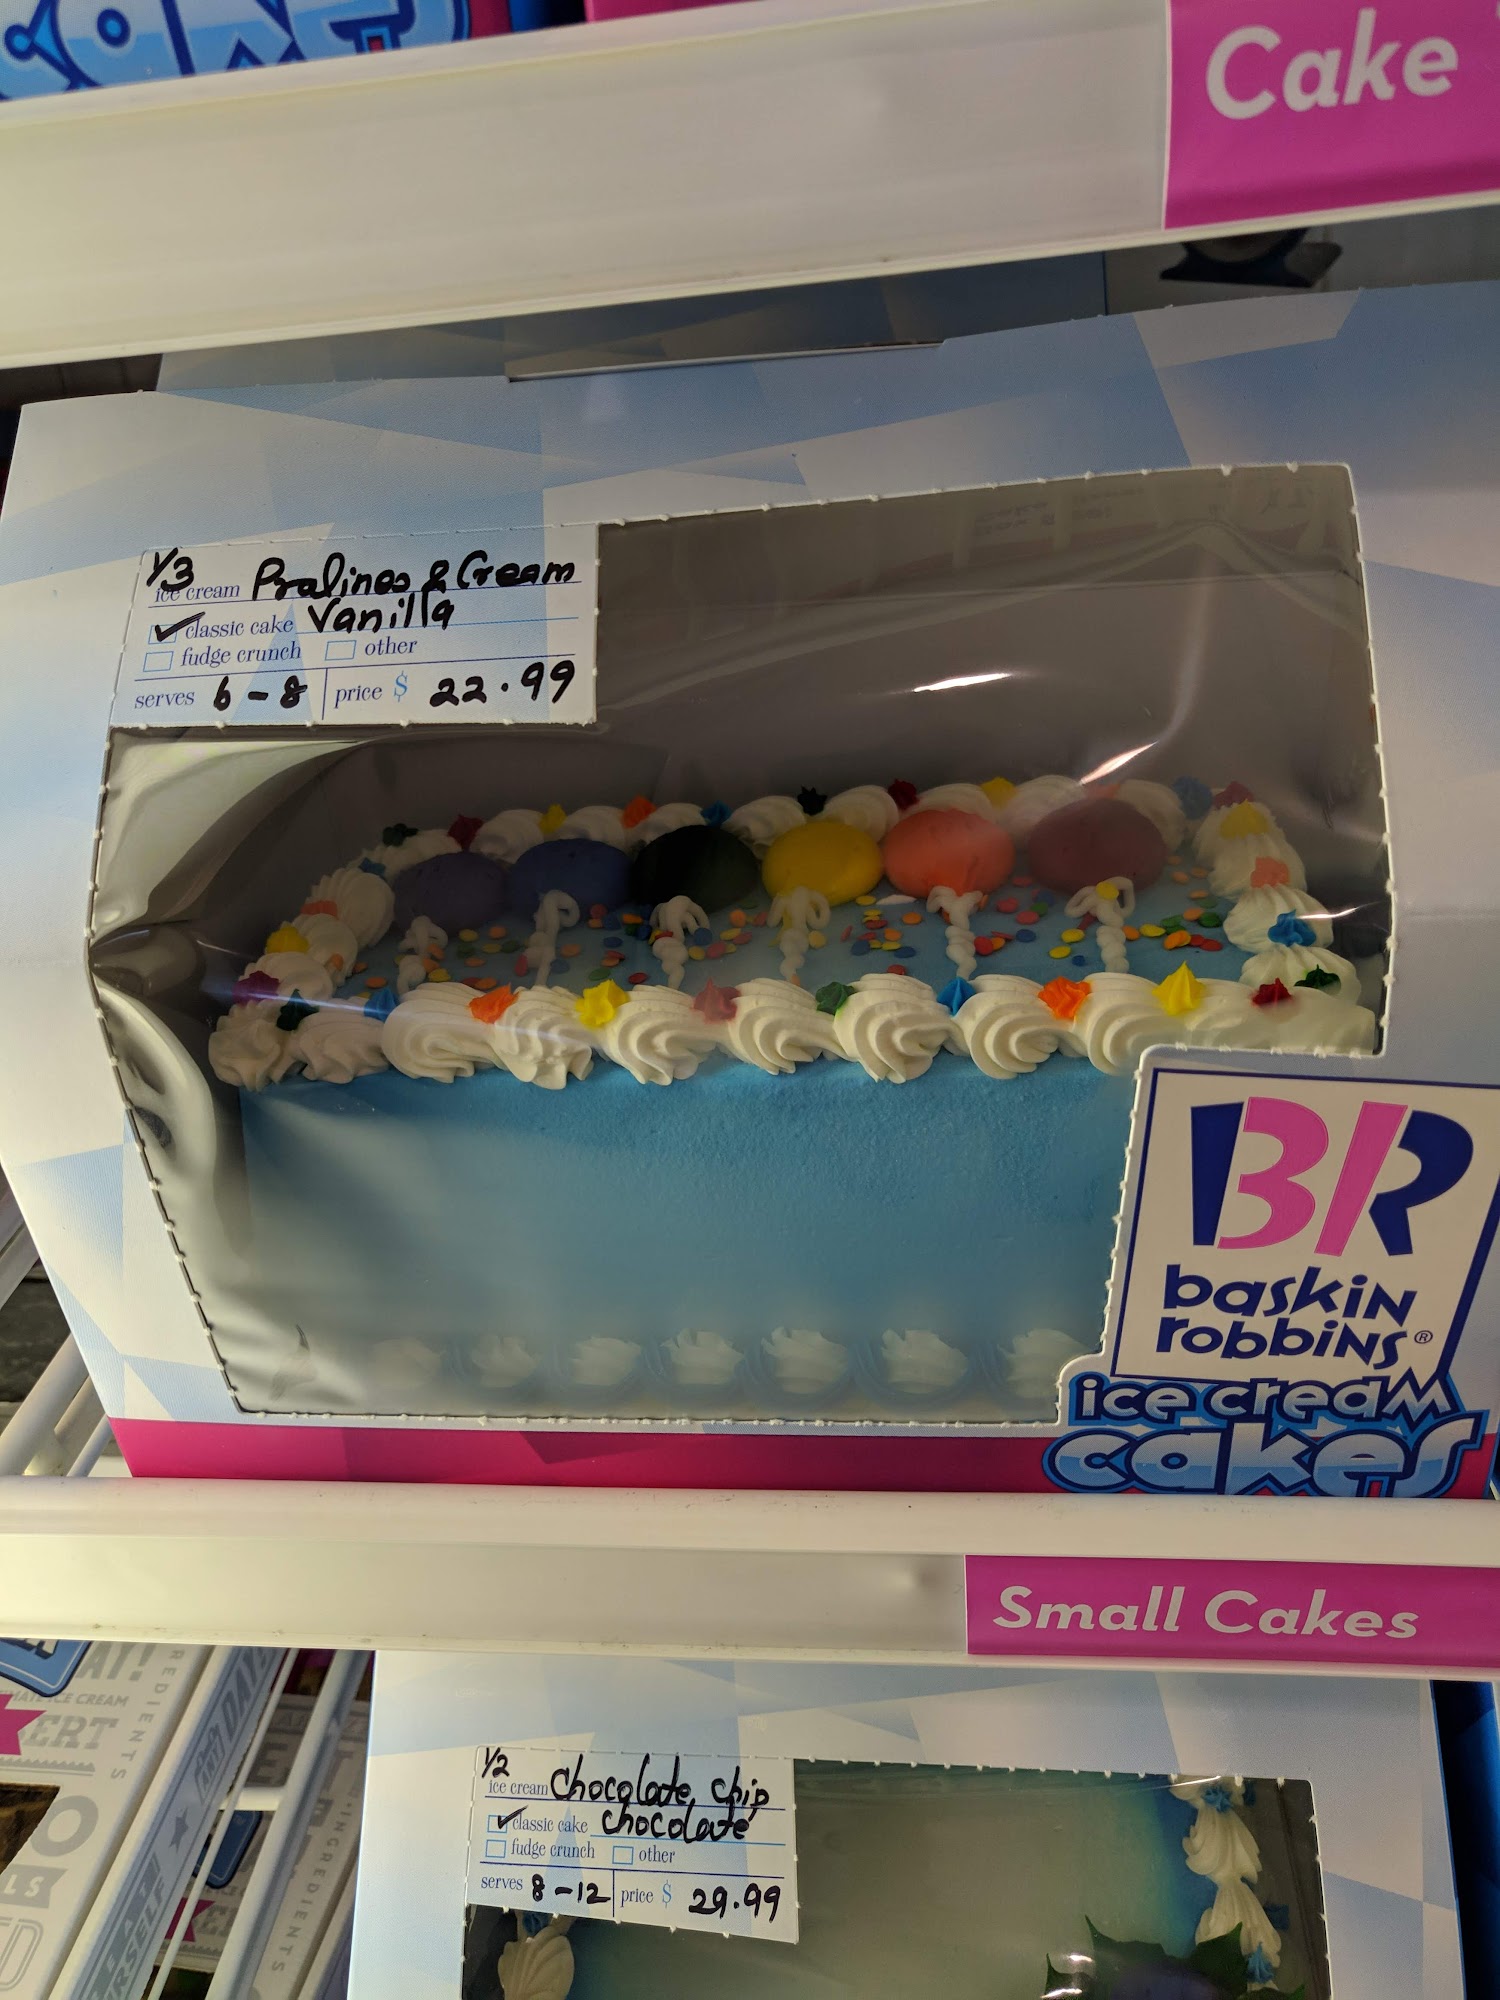 Cake
1/3
ice cream Pralines & Cream
✓ classic cake Vanilla
fudge crunch other
serves 6-8 price $ 22.99
BR
baskin
robbins®
ice cream
cakes
Small Cakes
1/2
ice cream Chocolate chip
✓ classic cake chocolate
fudge crunch other
serves 8-12 price $ 29.99